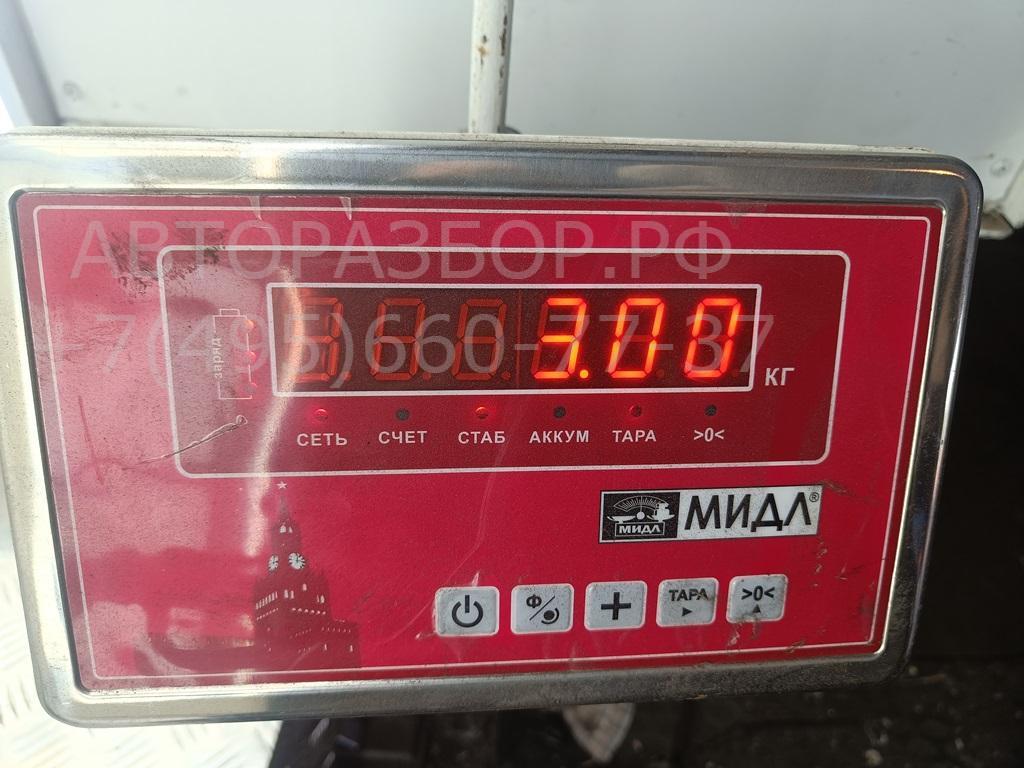 АВТОРАЗБОР.РФ
+7(495)660-77-37
заряд
3.00
КГ
СЕТЬ СЧЕТ СТАБ АККУМ ТАРА >0<
МИДЛ МИДЛ®
Ф/ + ТАРА >0<